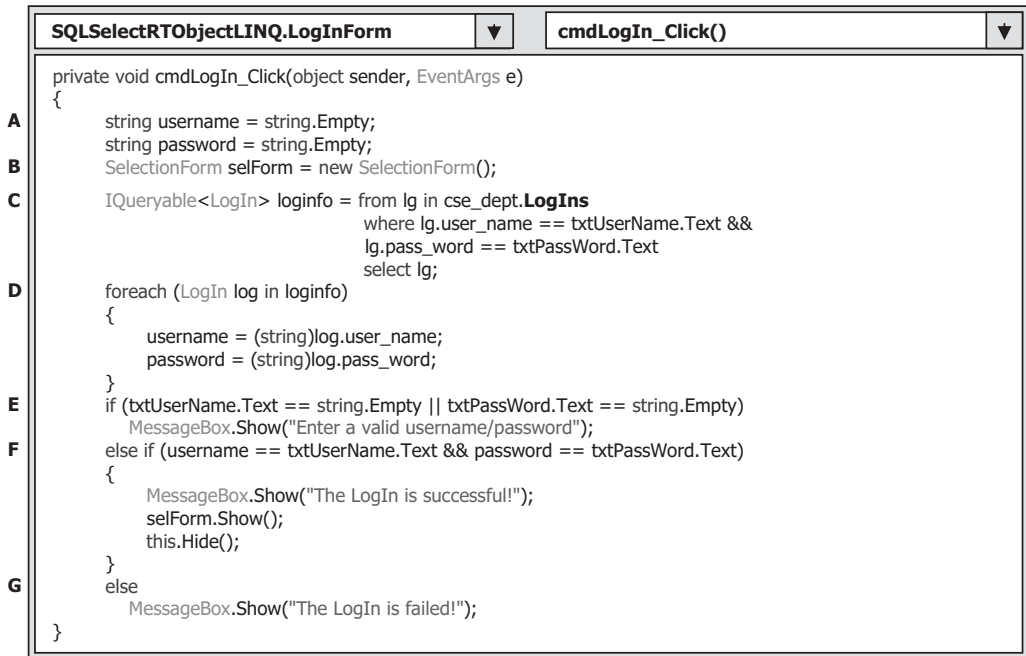 SQLSelectRTObjectLINQ.LogInForm cmdLogIn_Click()
private void cmdLogIn_Click(object sender, EventArgs e)
{
A string username = string.Empty;
string password = string.Empty;
B SelectionForm selForm = new SelectionForm();
C IQueryable<LogIn> loginfo = from lg in cse_dept.LogIns
where lg.user_name == txtUserName.Text &&
lg.pass_word == txtPassWord.Text
select lg;
D foreach (LogIn log in loginfo)
{
username = (string)log.user_name;
password = (string)log.pass_word;
}
E if (txtUserName.Text == string.Empty || txtPassWord.Text == string.Empty)
MessageBox.Show("Enter a valid username/password");
F else if (username == txtUserName.Text && password == txtPassWord.Text)
{
MessageBox.Show("The LogIn is successful!");
selForm.Show();
this.Hide();
}
G else
MessageBox.Show("The LogIn is failed!");
}